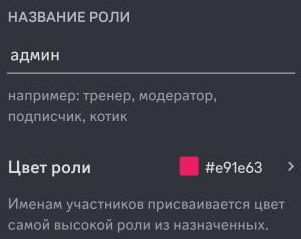 НАЗВАНИЕ РОЛИ
админ
например: тренер, модератор,
подписчик, котик
Цвет роли #e91e63 >
Именам участников присваивается цвет
самой высокой роли из назначенных.